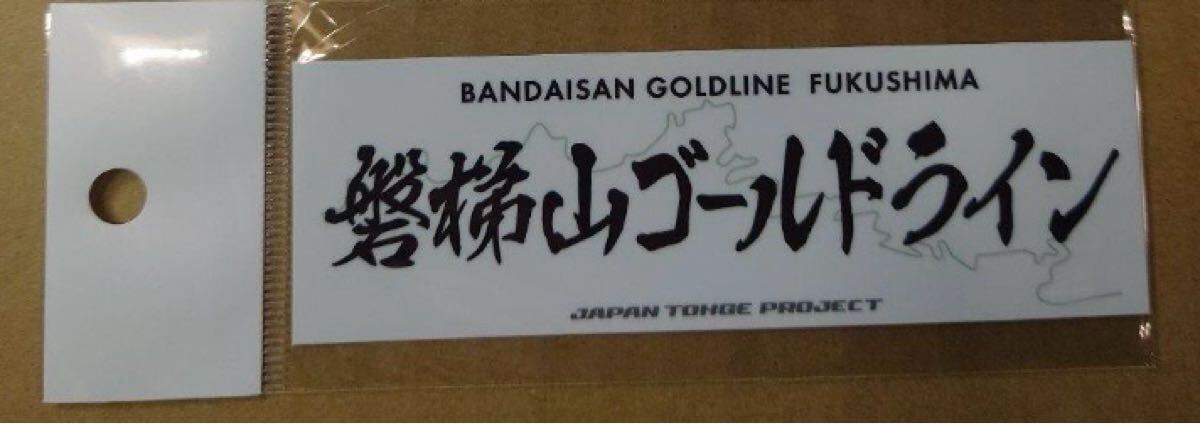 BANDAISAN GOLDLINE FUKUSHIMA
磐梯山ゴールドライン
JAPAN TOHGE PROJECT